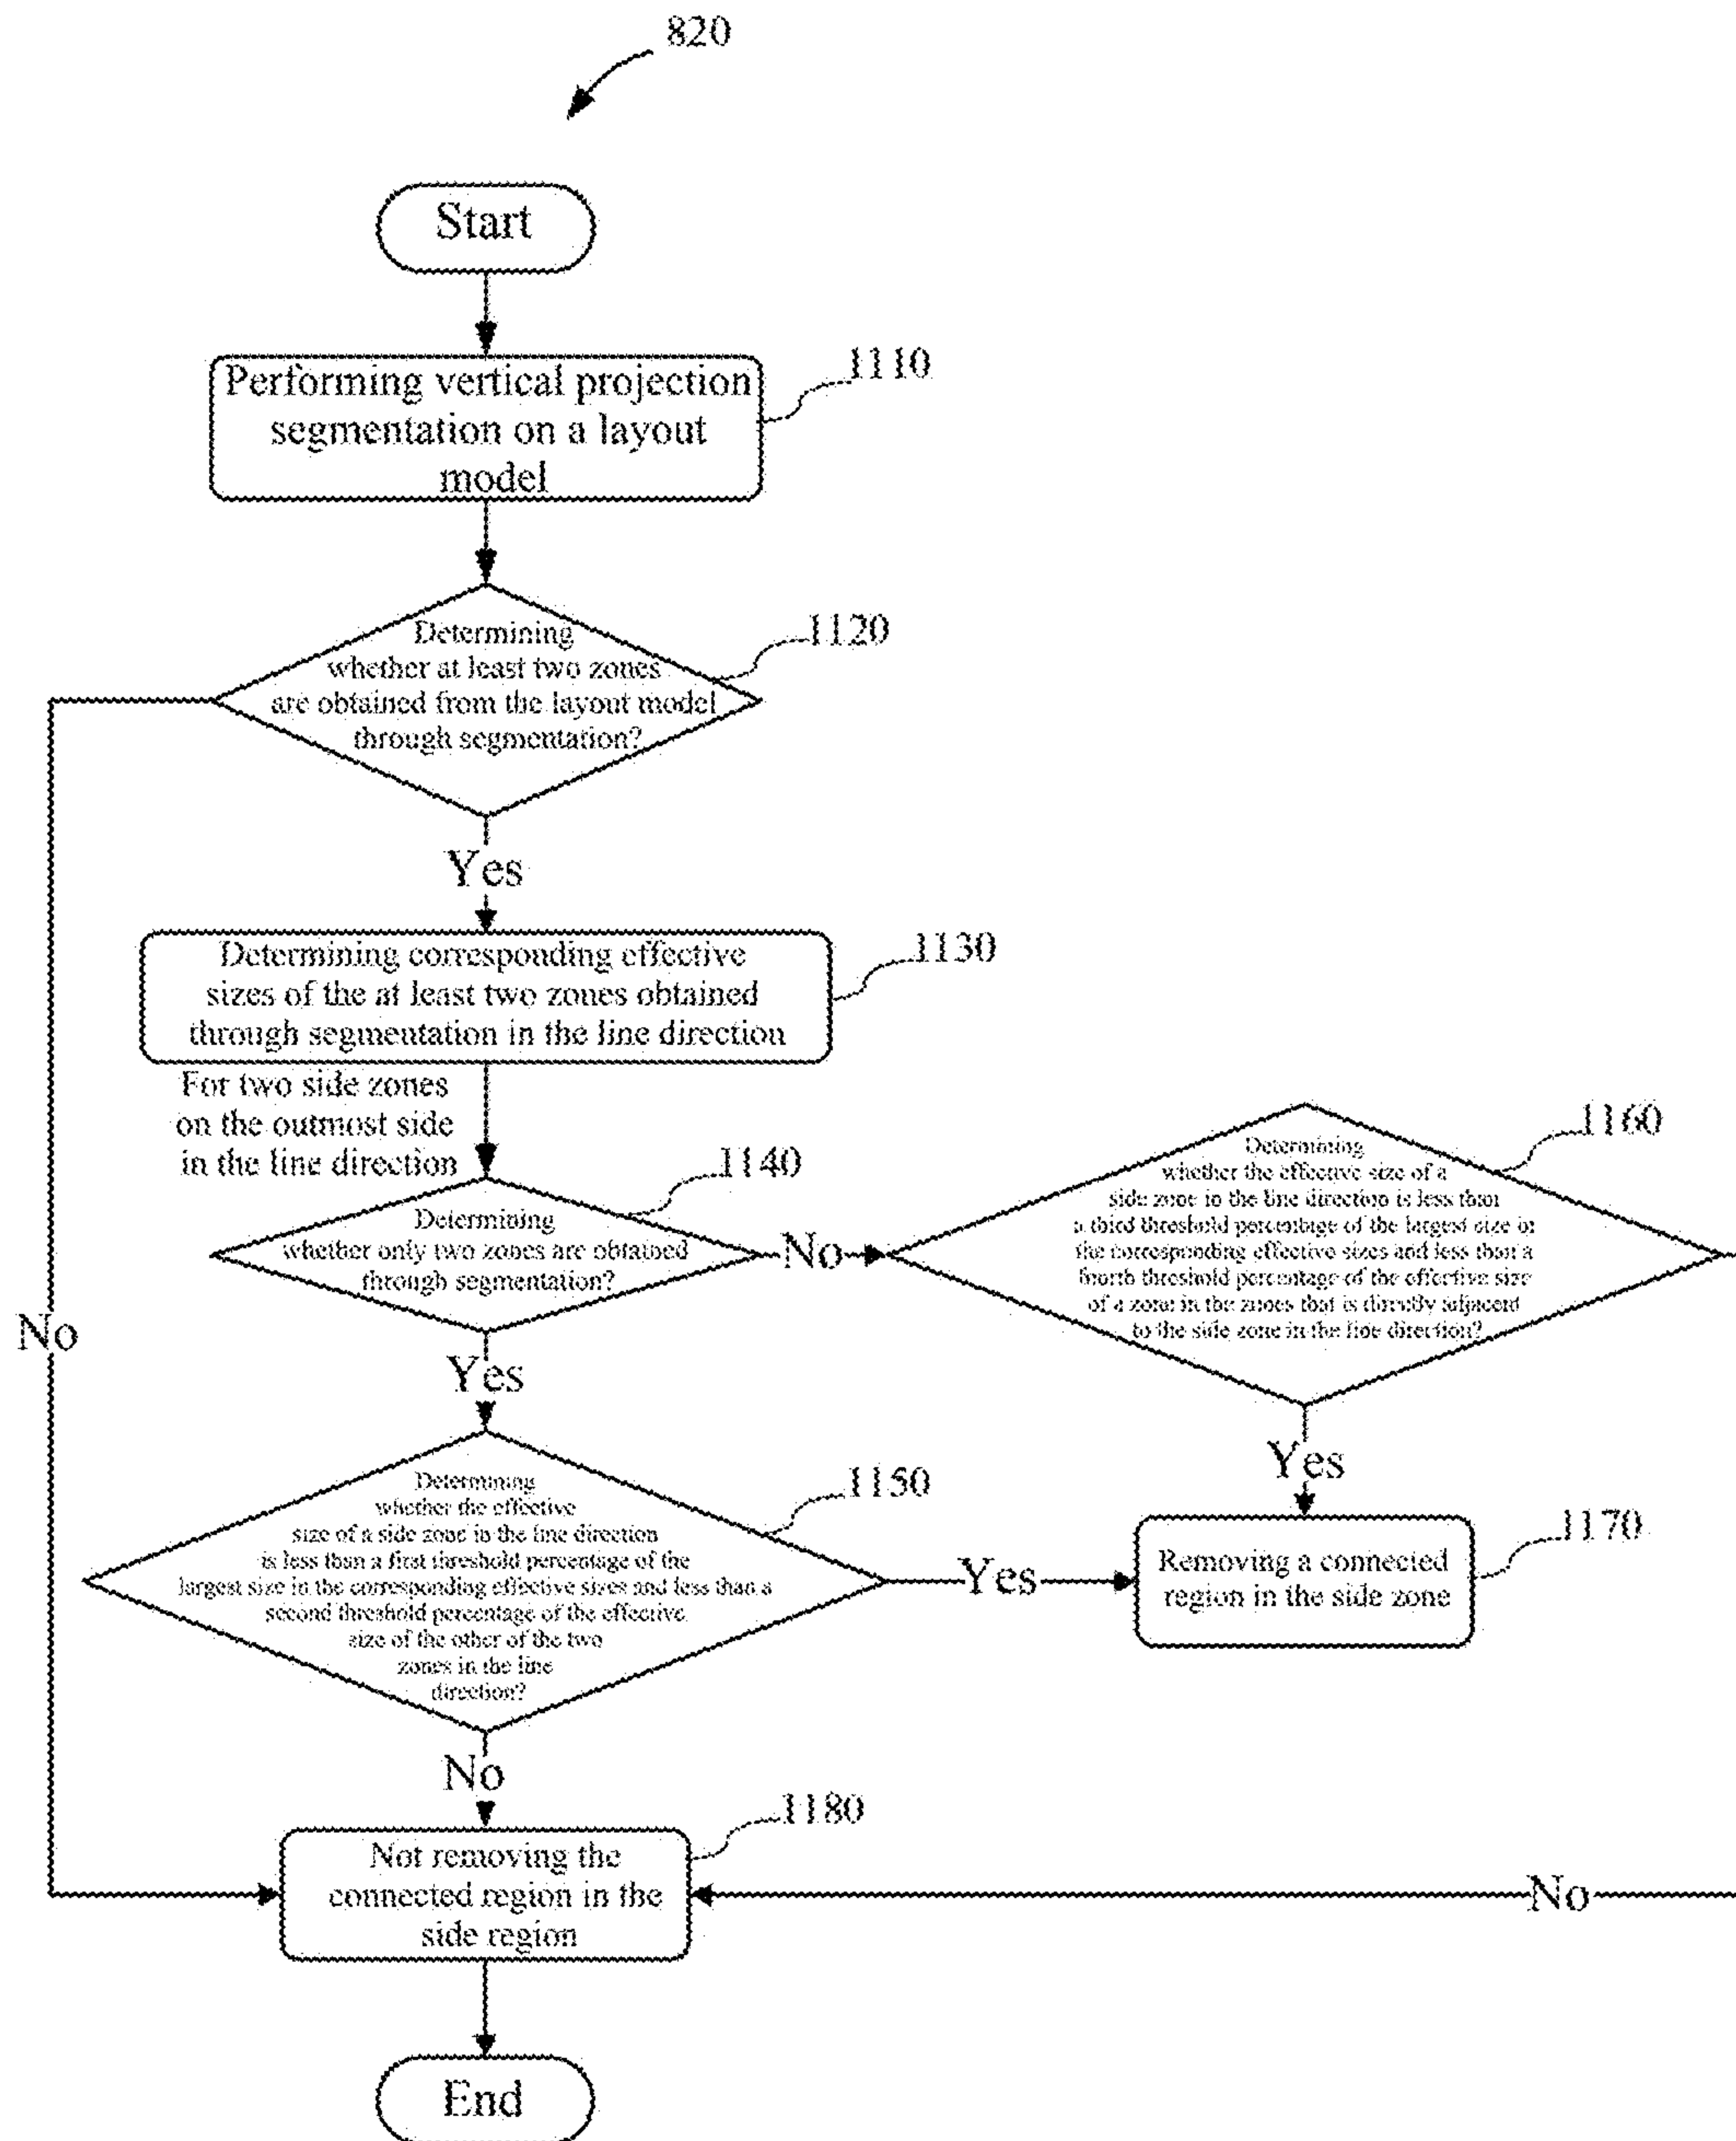 820
Start
1110
Performing vertical projection
segmentation on a layout
model
1120
Determining
whether at least two zones
are obtained from the layout model
through segmentation?
Yes
1130
Determining corresponding effective
sizes of the at least two zones obtained
through segmentation in the line direction
For two side zones
on the outmost side
in the line direction
1140
Determining
whether only two zones are obtained
through segmentation?
No
1160
Determining
whether the effective size of a
side zone in the line direction is less than
a third threshold percentage of the largest size in
the corresponding effective sizes and less than a
fourth threshold percentage of the effective size
of a zone in the zones that is directly adjacent
to the side zone in the line direction?
No
Yes
Yes
1150
Determining
whether the effective
size of a side zone in the line direction
is less than a first threshold percentage of the
largest size in the corresponding effective sizes and less than a
second threshold percentage of the effective
size of the other of the two
zones in the line
direction?
Yes
1170
Removing a connected
region in the side zone
No
1180
Not removing the
connected region in the
side region
No
End